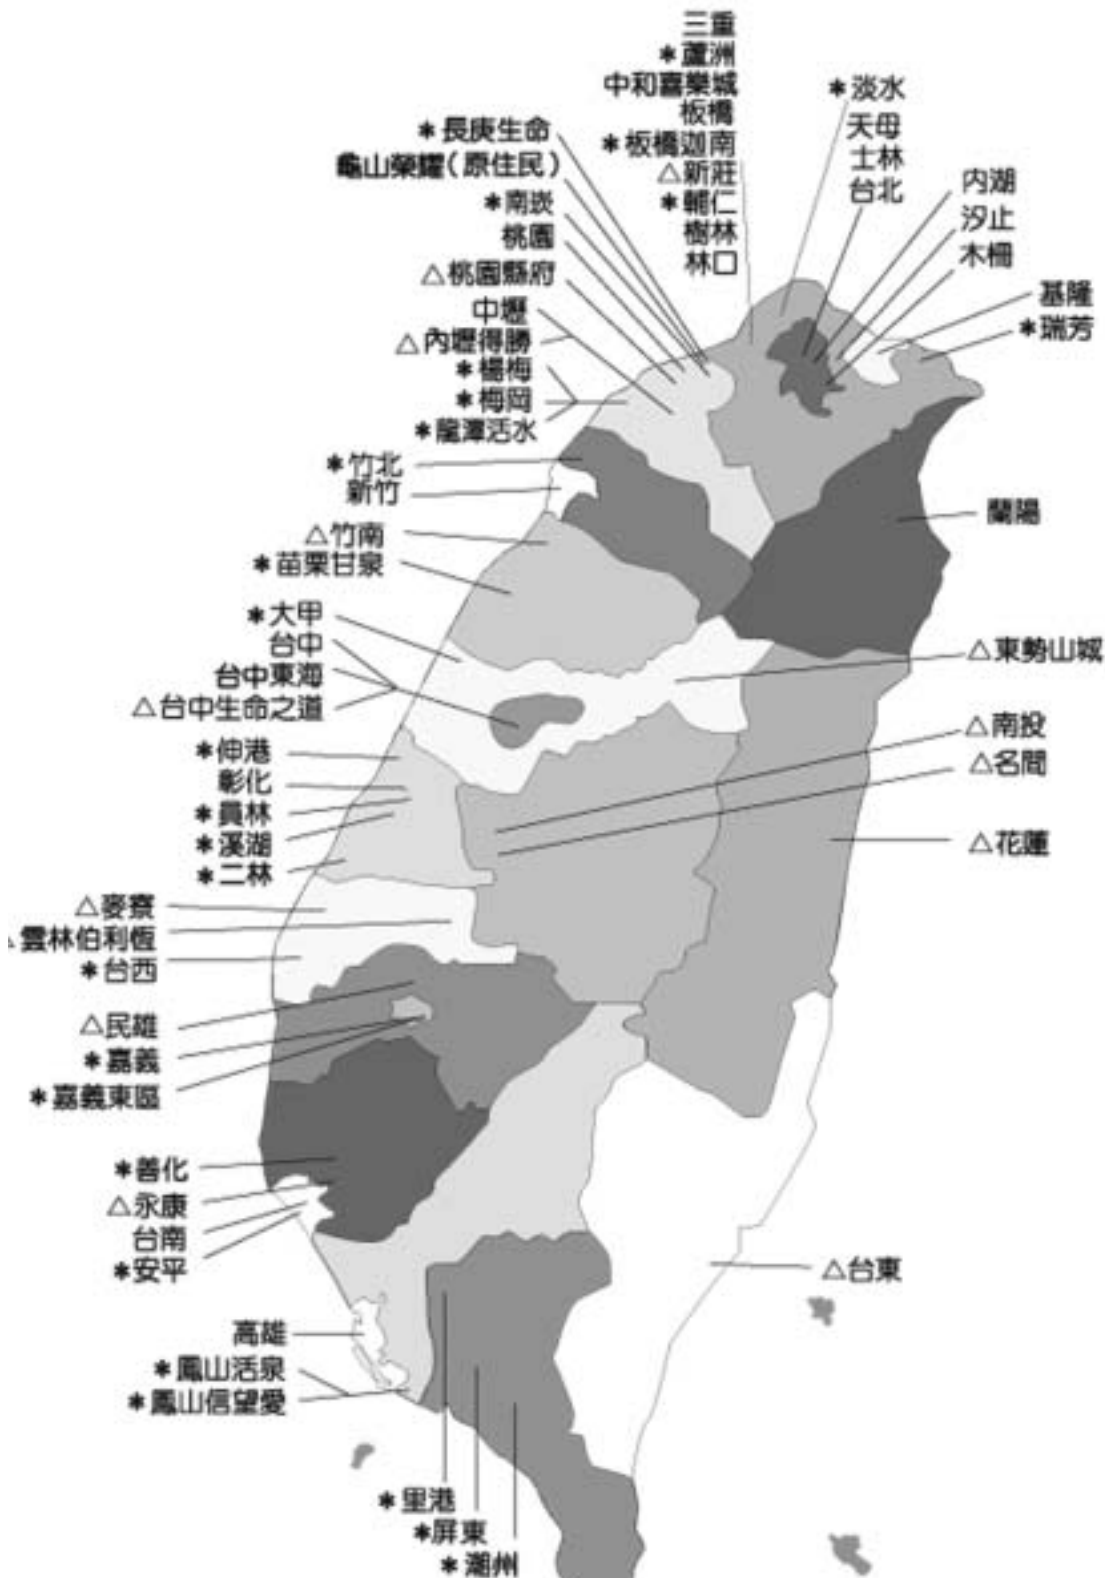 三重
＊蘆洲
中和嘉樂城
板橋
＊板橋迦南
△新莊
＊輔仁
樹林
林口
＊淡水
天母
士林
台北
內湖
汐止
木柵
基隆
＊瑞芳
＊長庚生命
龜山榮耀(原住民)
＊南崁
桃園
△桃園縣府
中壢
△內壢得勝
＊楊梅
＊梅岡
＊龍潭活水
＊竹北
新竹
蘭陽
△竹南
＊苗栗甘泉
＊大甲
台中
台中東海
△台中生命之道
△東勢山城
＊伸港
彰化
＊員林
＊溪湖
＊二林
△南投
△名間
△花蓮
△麥寮
△雲林伯利恆
＊台西
△民雄
＊嘉義
＊嘉義東區
＊善化
△永康
台南
＊安平
△台東
高雄
＊鳳山活泉
＊鳳山信望愛
＊里港
＊屏東
＊潮州